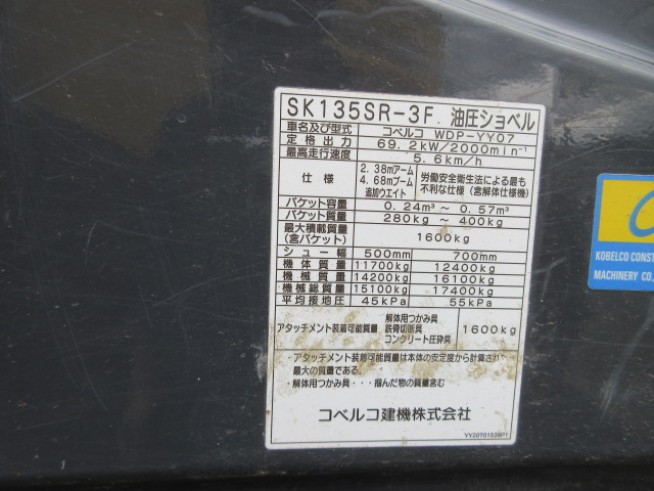 SK135SR-3F 油圧ショベル
車名及び型式 コベルコ WDP-YY07
定格出力 69.2kW/2000min⁻¹
最高走行速度 5.6km/h
仕様 2.38mアーム 4.68mブーム 追加ウエイト 労働安全衛生法による最も不利な仕様（含解体仕様機）
バケット容量 0.24m³ ～ 0.57m³
バケット質量 280kg ～ 400kg
最大積載質量（含バケット） 1600kg
シュー幅 500mm 700mm
機体質量 11700kg 12400kg
機械質量 14200kg 16100kg
機械総質量 15100kg 17400kg
平均接地圧 45kPa 55kPa
アタッチメント装着可能質量 解体用つかみ具 鉄骨切断具 コンクリート圧砕具 1600kg
・アタッチメント装着可能質量は本体の安定度から計算された
最大の質量である。
・解体用つかみ具・・・掴んだ物の質量含む
コベルコ建機株式会社
KOBELCO CONST
MACHINERY CO.,